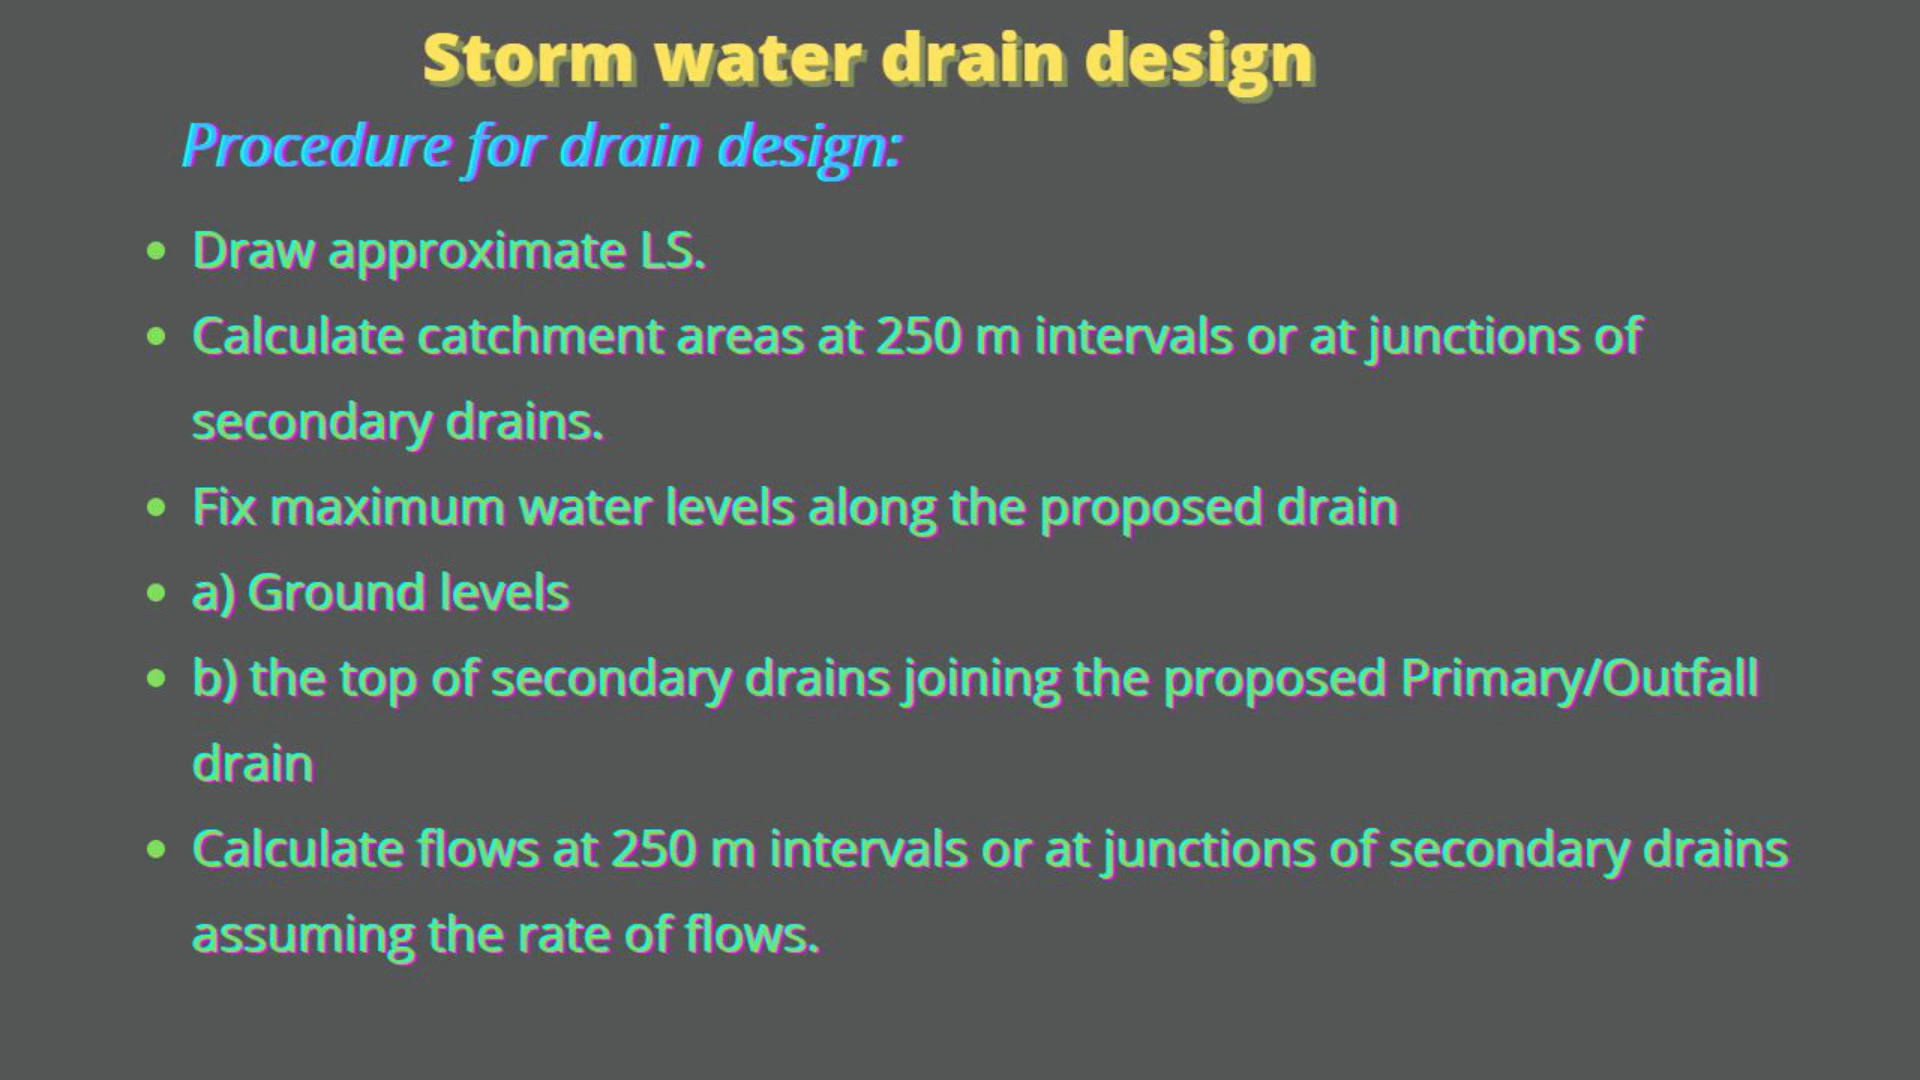 Storm water drain design
Procedure for drain design:
• Draw approximate LS.
• Calculate catchment areas at 250 m intervals or at junctions of
secondary drains.
• Fix maximum water levels along the proposed drain
• a) Ground levels
• b) the top of secondary drains joining the proposed Primary/Outfall
drain
• Calculate flows at 250 m intervals or at junctions of secondary drains
assuming the rate of flows.